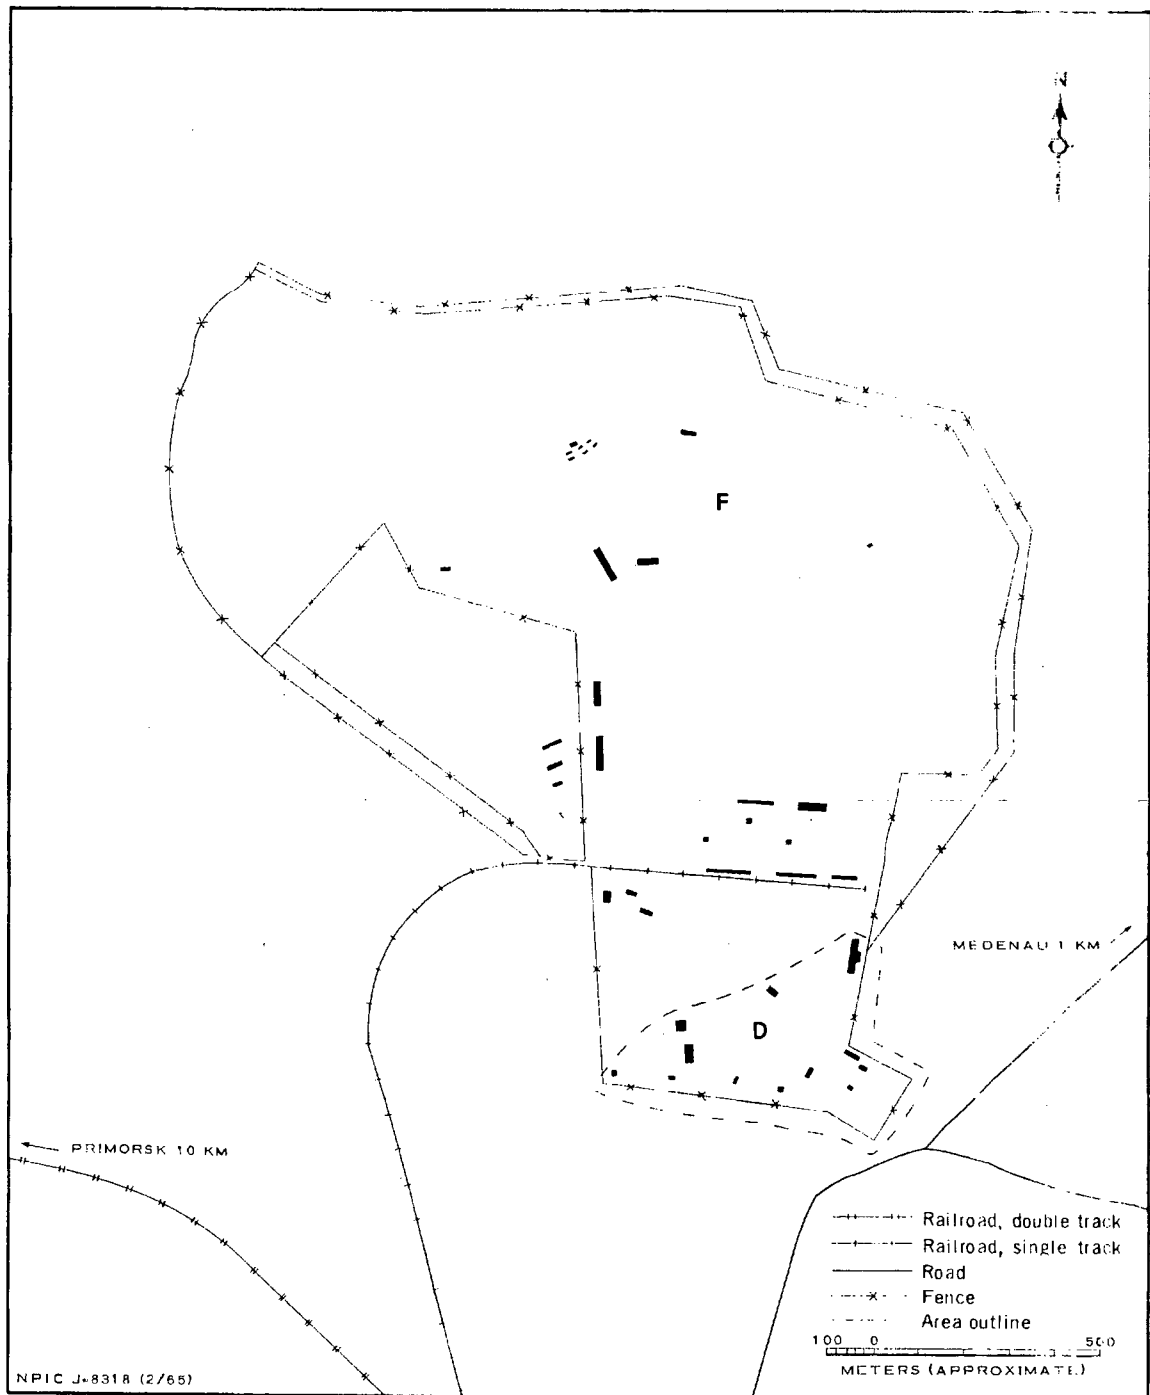 N
F
MEDENAU 1 KM
D
PRIMORSK 10 KM
Railroad, double track
Railroad, single track
Road
Fence
Area outline
100 0 500
METERS (APPROXIMATE)
NPIC J-8318 (2/65)